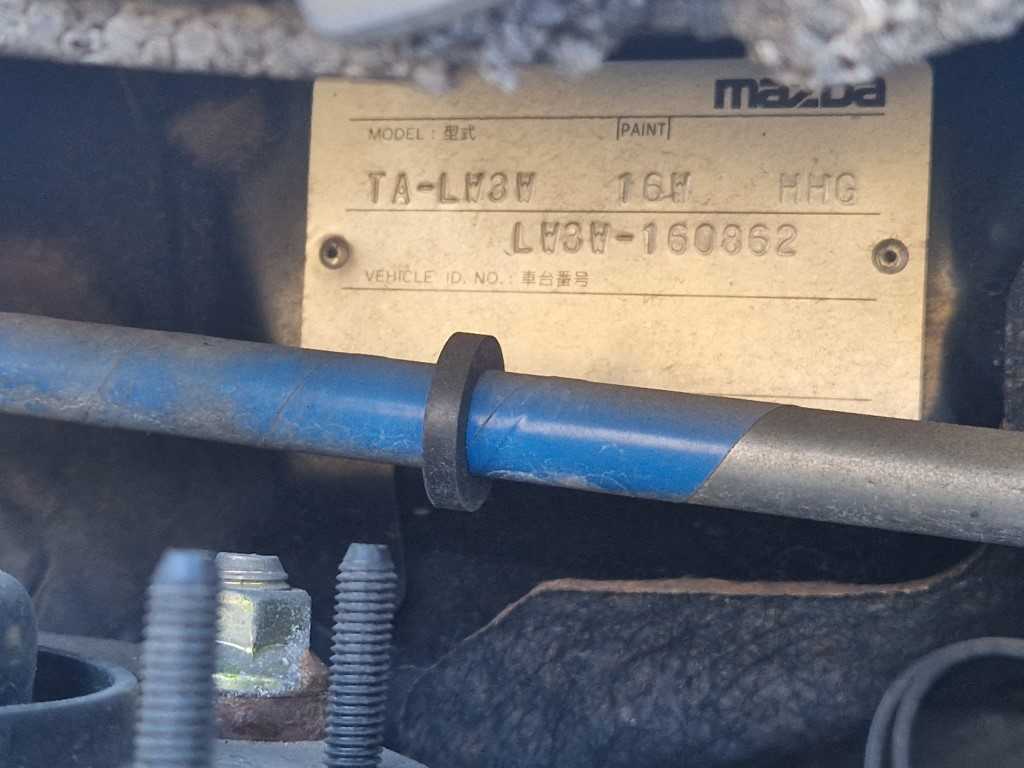 mazda
MODEL : 型式 PAINT
TA-LW3W 16W HHG
LW3W-160862
VEHICLE ID. NO. : 車台番号